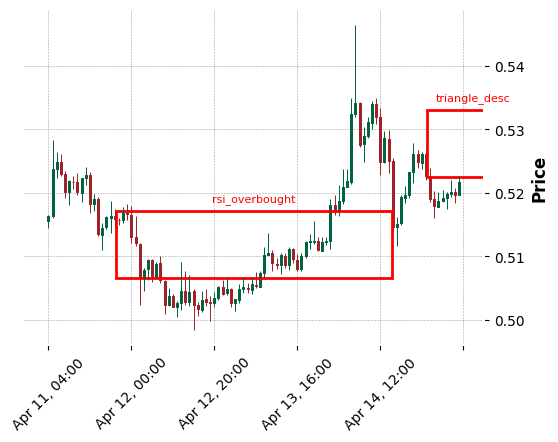 triangle_desc
rsi_overbought
0.54
0.53
0.52
0.51
0.50
Price
Apr 11, 04:00
Apr 12, 00:00
Apr 12, 20:00
Apr 13, 16:00
Apr 14, 12:00